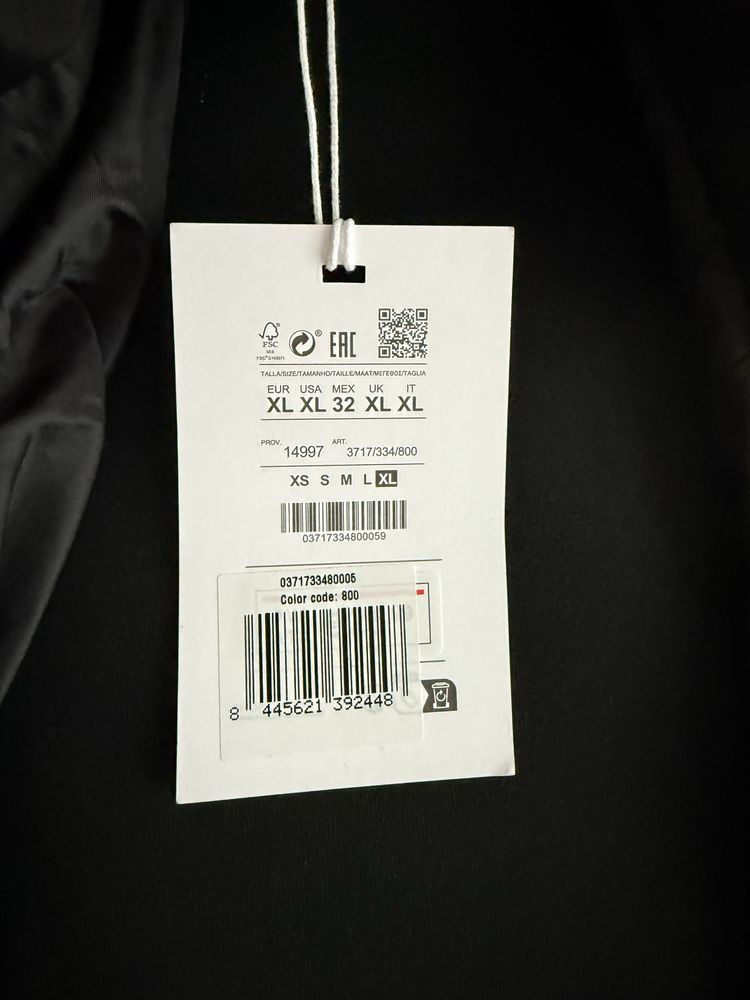 FSC
EAC
TALLA/SIZE/TAMANHO/TAILLE/MAAT/ΜΕΓΕΘΟΣ/TAGLIA
EUR USA MEX UK IT
XL XL 32 XL XL
PROV. 14997 ART. 3717/334/800
XS S M L XL
03717334800059
0371733480005
Color code: 800
8 445621 392448